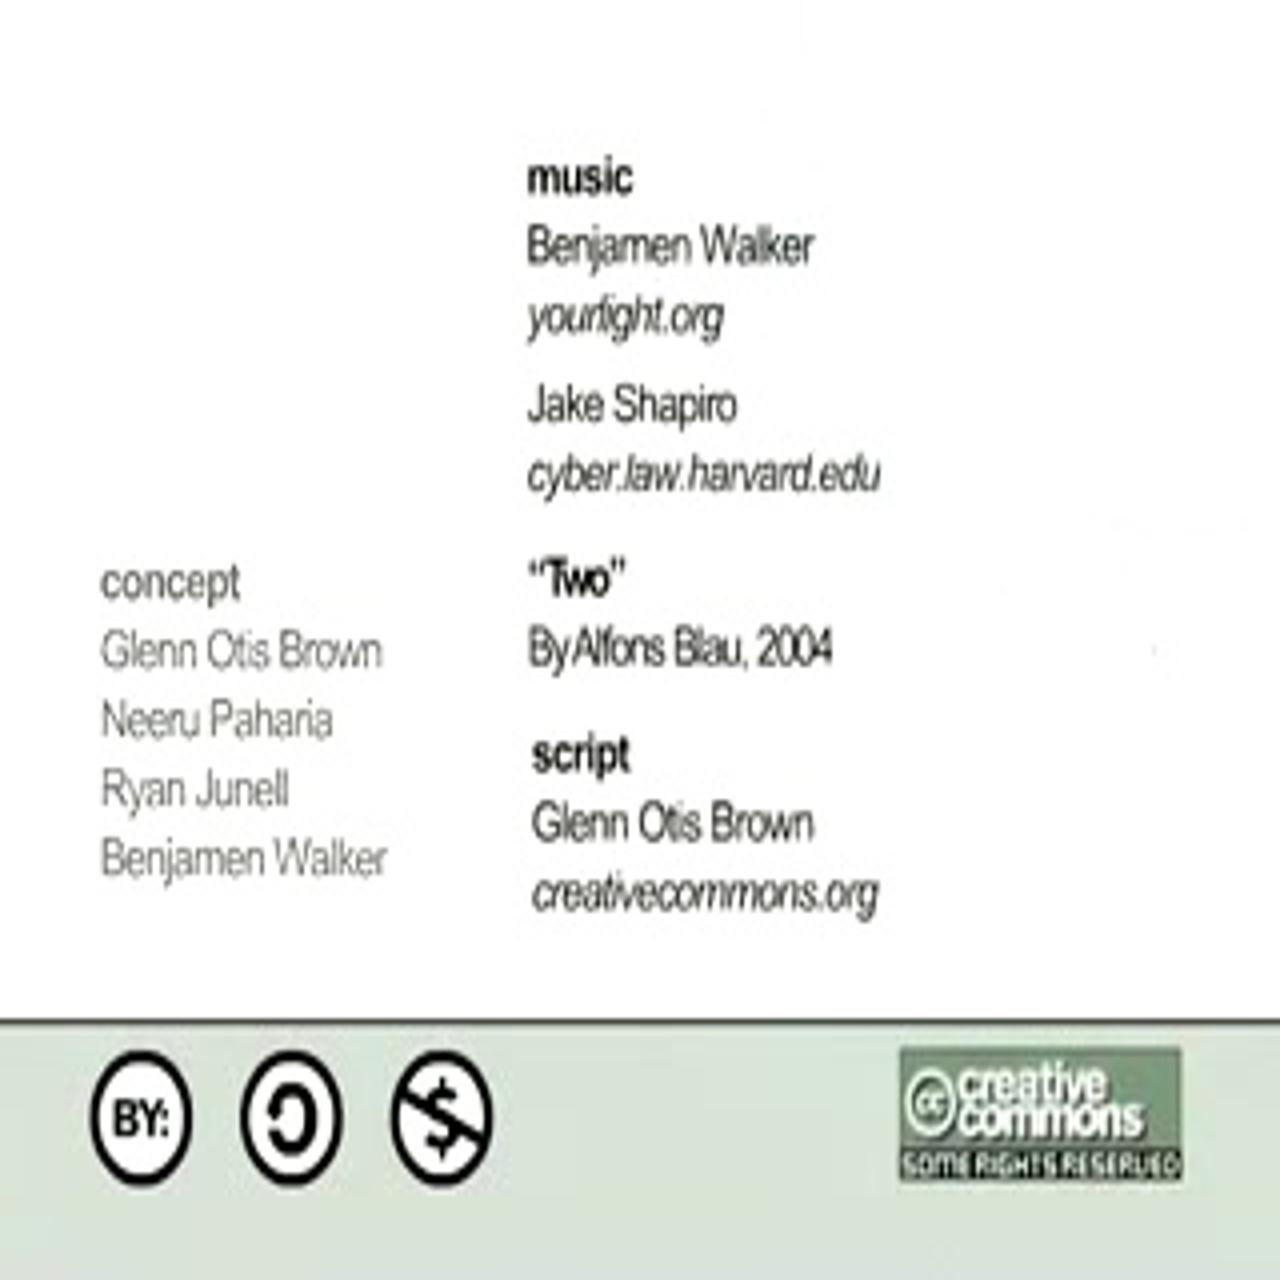 music
Benjamen Walker
yourfight.org
Jake Shapiro
cyber.law.harvard.edu
"Two"
By Alfons Blau, 2004
script
Glenn Otis Brown
creativecommons.org
concept
Glenn Otis Brown
Neeru Paharia
Ryan Junell
Benjamen Walker
BY:
cc creative
commons
SOME RIGHTS RESERVED